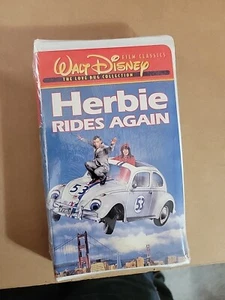 FILM CLASSICS
WALT DISNEY
THE LOVE BUG COLLECTION
Herbie
RIDES AGAIN
53
53